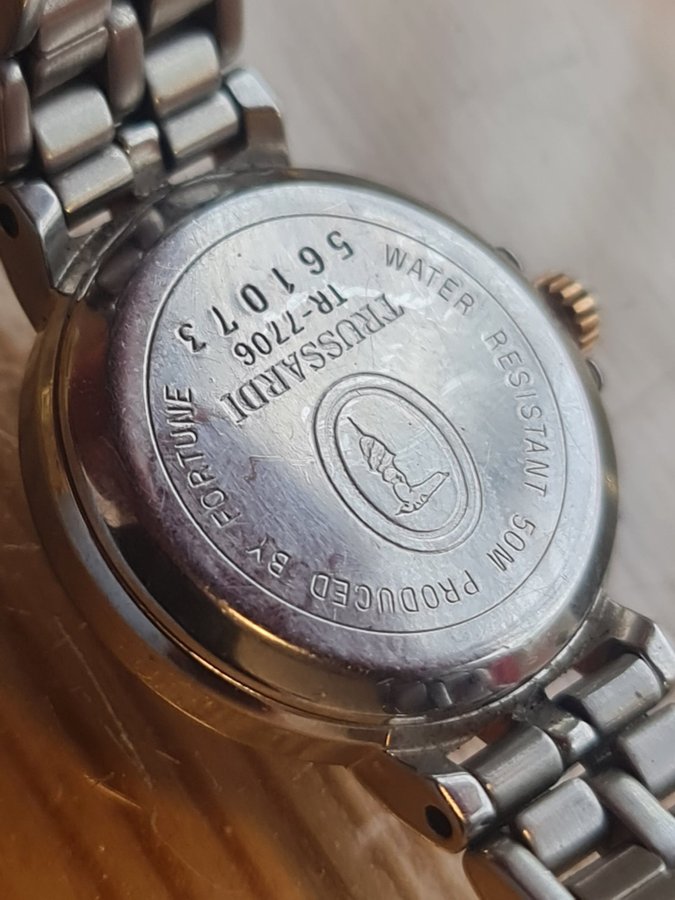 WATER RESISTANT 50M PRODUCED BY FORTUNE
TRUSSARDI
TR-7706
561073